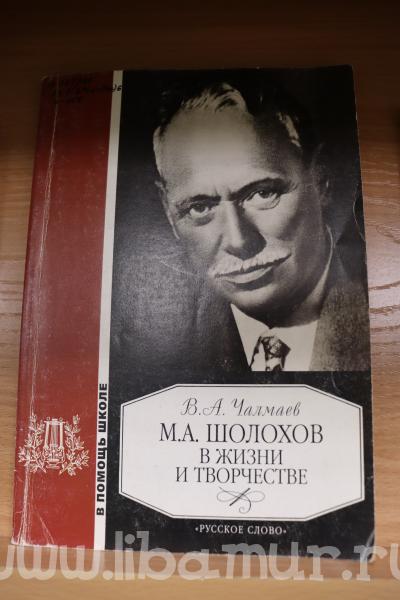 В ПОМОЩЬ ШКОЛЕ
В.А. Чалмаев
М.А. ШОЛОХОВ
В ЖИЗНИ
И ТВОРЧЕСТВЕ
«РУССКОЕ СЛОВО»
www.libamur.ru